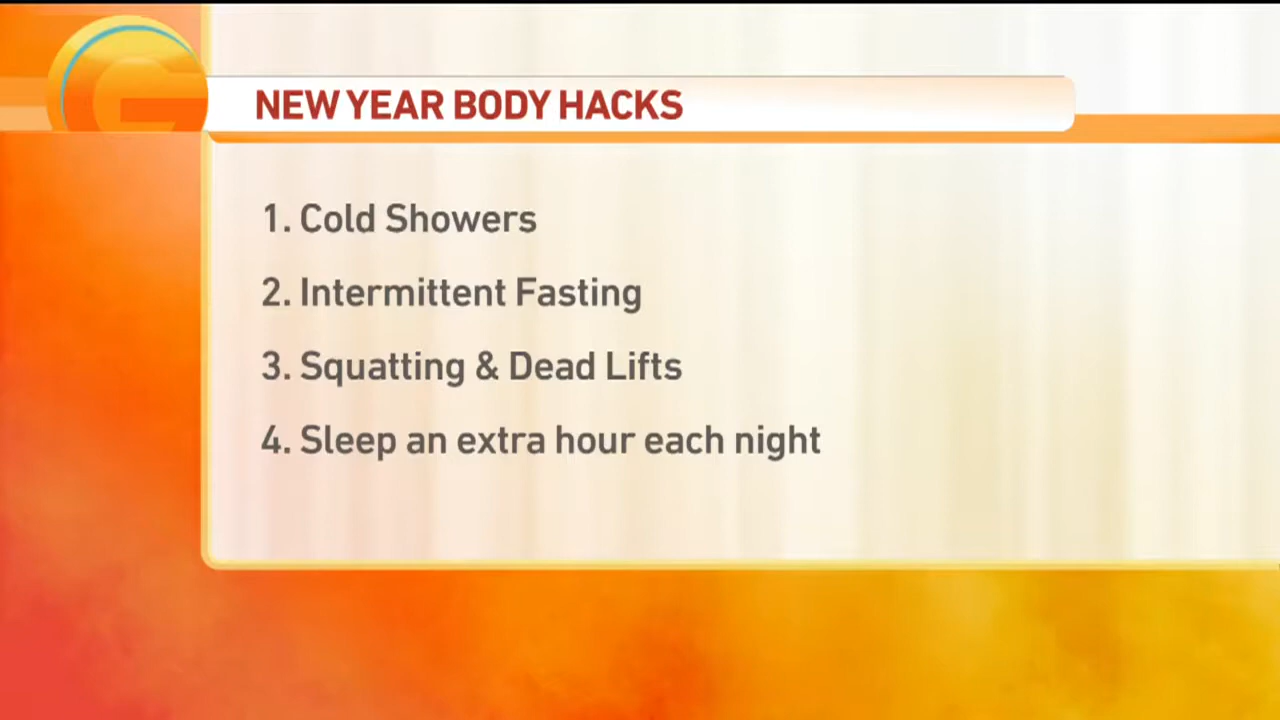 NEW YEAR BODY HACKS
1. Cold Showers
2. Intermittent Fasting
3. Squatting & Dead Lifts
4. Sleep an extra hour each night